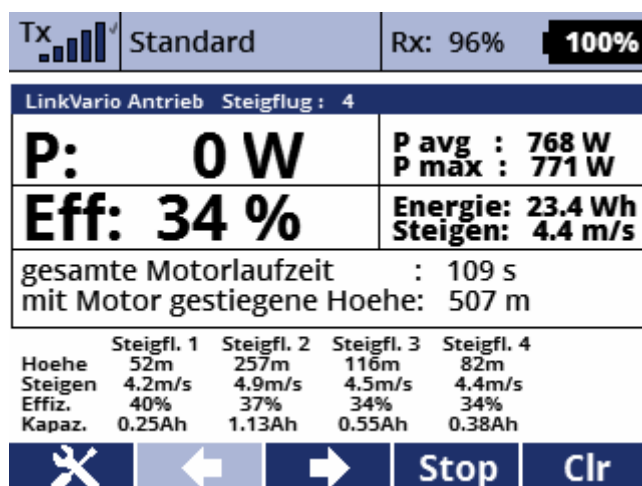 Tx Standard Rx: 96% 100%
LinkVario Antrieb Steigflug : 4
P: 0 W
P avg : 768 W
P max : 771 W
Eff: 34 %
Energie: 23.4 Wh
Steigen: 4.4 m/s
gesamte Motorlaufzeit : 109 s
mit Motor gestiegene Hoehe: 507 m
Steigfl. 1 Steigfl. 2 Steigfl. 3 Steigfl. 4
Hoehe 52m 257m 116m 82m
Steigen 4.2m/s 4.9m/s 4.5m/s 4.4m/s
Effiz. 40% 37% 34% 34%
Kapaz. 0.25Ah 1.13Ah 0.55Ah 0.38Ah
Stop Clr